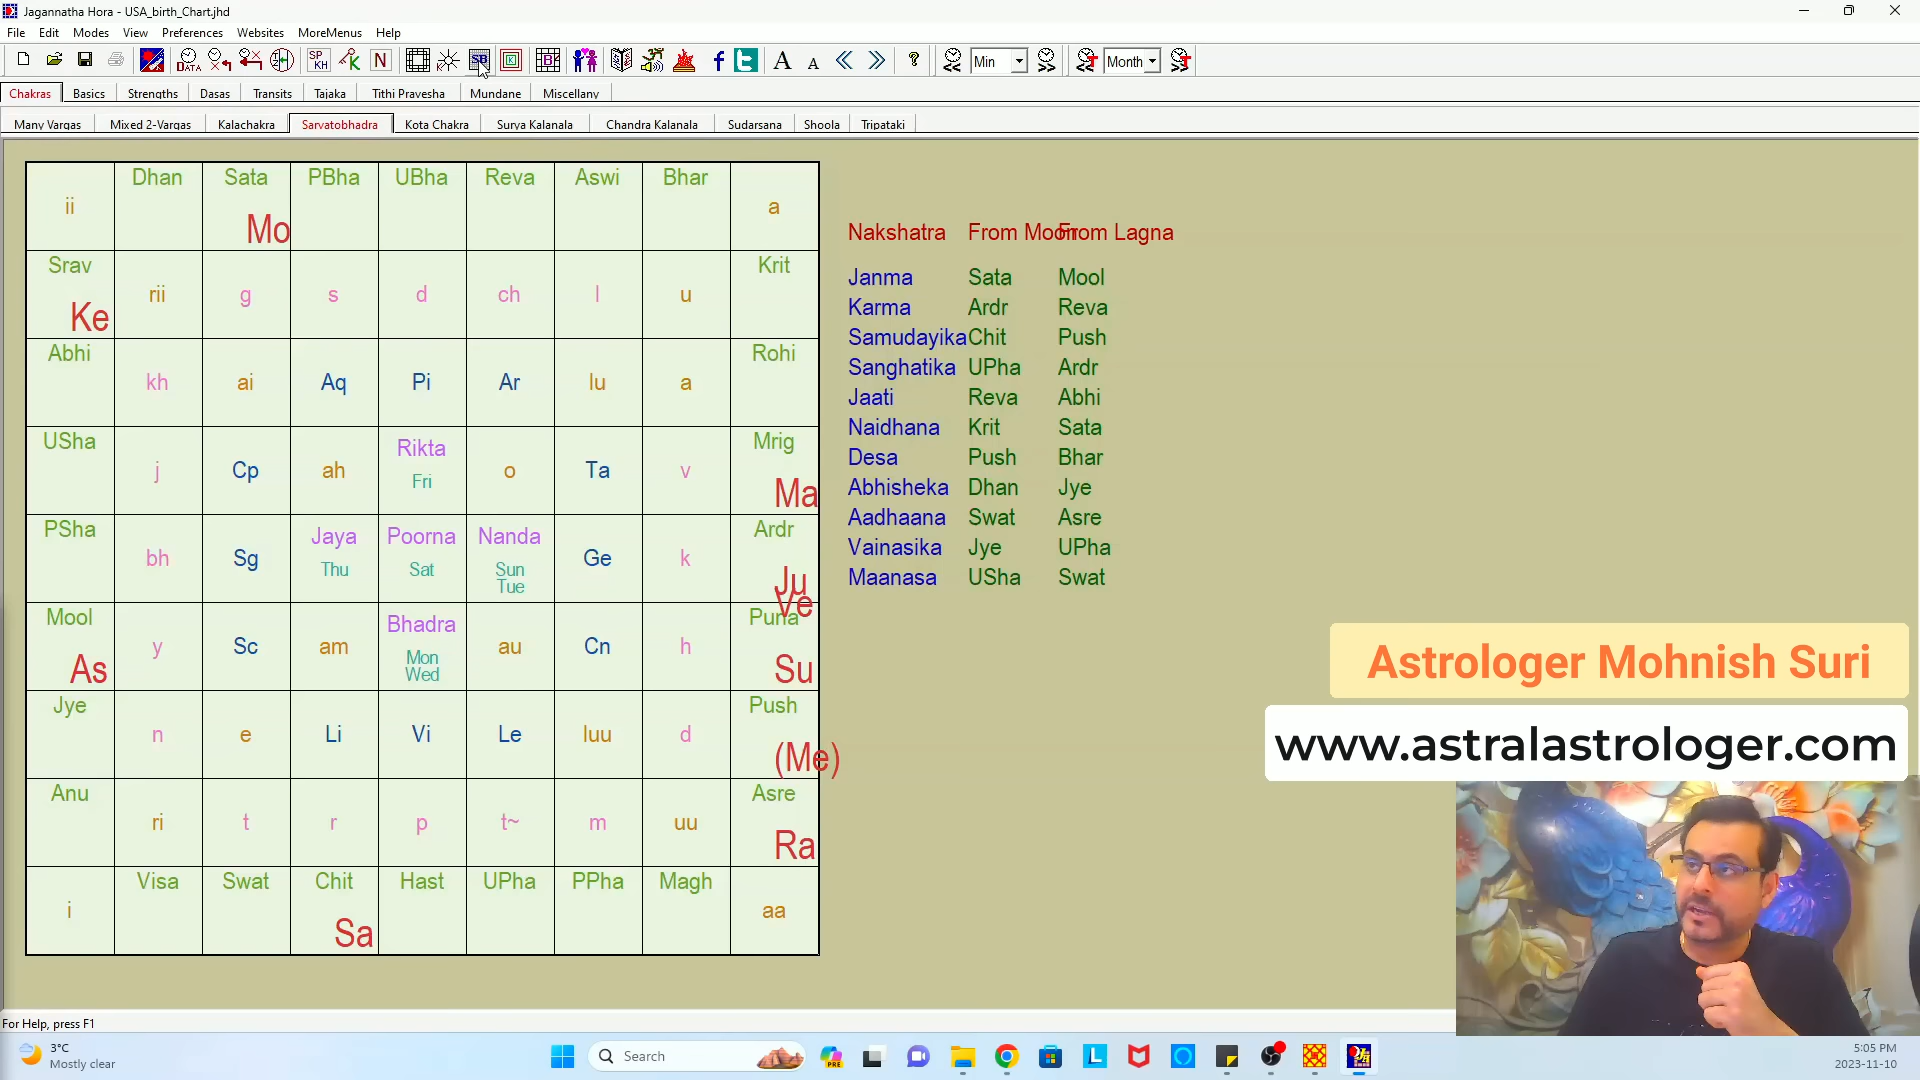 Jagannatha Hora - USA_birth_Chart.jhd
File Edit Modes View Preferences Websites MoreMenus Help
DATA SP KH K N SB K B f t A A ? Min Month
Chakras Basics Strengths Dasas Transits Tajaka Tithi Pravesha Mundane Miscellany
Many Vargas Mixed 2-Vargas Kalachakra Sarvatobhadra Kota Chakra Surya Kalanala Chandra Kalanala Sudarsana Shoola Tripataki
ii Dhan Sata Mo PBha UBha Reva Aswi Bhar a
Srav Ke rii g s d ch l u Krit
Abhi kh ai Aq Pi Ar lu a Rohi
USha j Cp ah Rikta Fri o Ta v Mrig Ma
PSha bh Sg Jaya Thu Poorna Sat Nanda Sun Tue Ge k Ardr Ju Ve
Mool As y Sc am Bhadra Mon Wed au Cn h Puna Su
Jye n e Li Vi Le luu d Push (Me)
Anu ri t r p t~ m uu Asre Ra
i Visa Swat Chit Sa Hast UPha PPha Magh aa
Nakshatra From Moon From Lagna
Janma Sata Mool
Karma Ardr Reva
Samudayika Chit Push
Sanghatika UPha Ardr
Jaati Reva Abhi
Naidhana Krit Sata
Desa Push Bhar
Abhisheka Dhan Jye
Aadhaana Swat Asre
Vainasika Jye UPha
Maanasa USha Swat
Astrologer Mohnish Suri
www.astralastrologer.com
For Help, press F1
3°C
Mostly clear
Search
PRE
L
5:05 PM
2023-11-10